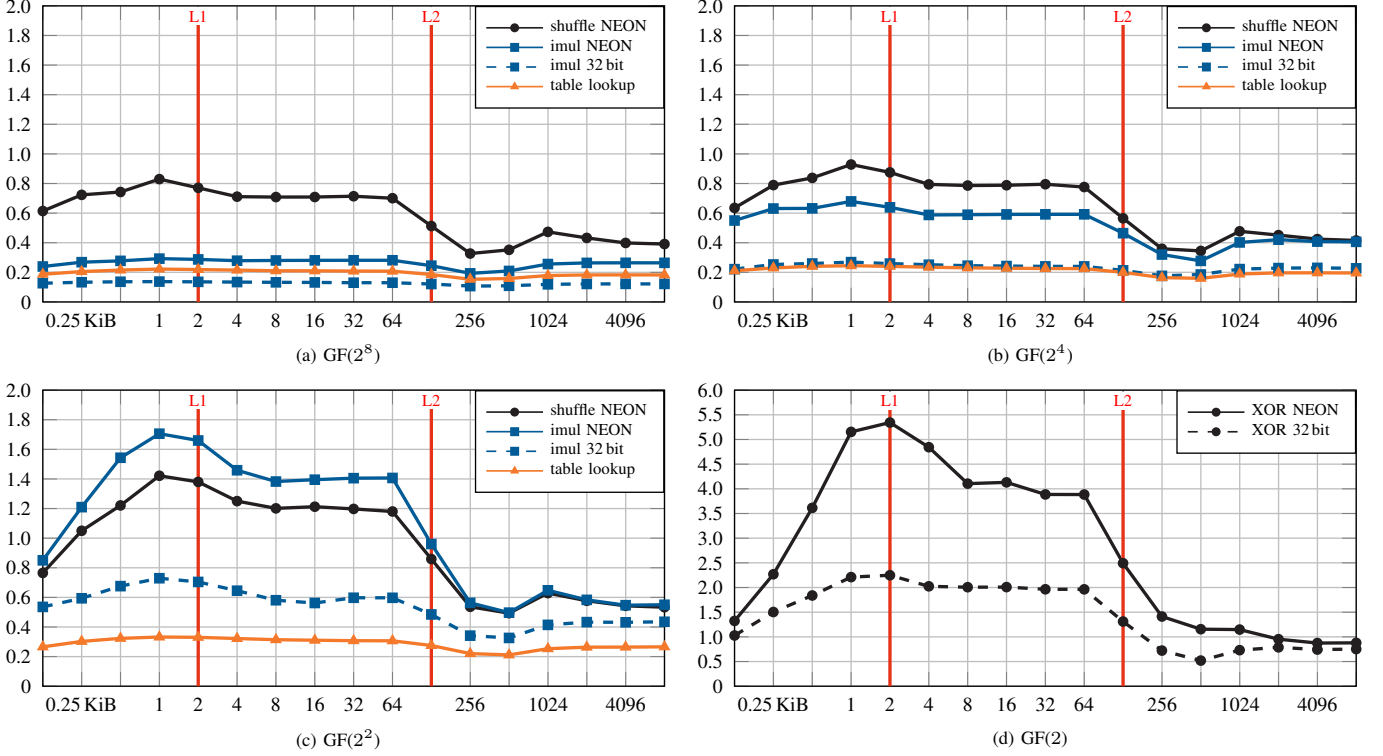 2.0
1.8
1.6
1.4
1.2
1.0
0.8
0.6
0.4
0.2
0
L1
L2
shuffle NEON
imul NEON
imul 32 bit
table lookup
0.25 KiB 1 2 4 8 16 32 64 256 1024 4096
(a) GF(2⁸)
2.0
1.8
1.6
1.4
1.2
1.0
0.8
0.6
0.4
0.2
0
L1
L2
shuffle NEON
imul NEON
imul 32 bit
table lookup
0.25 KiB 1 2 4 8 16 32 64 256 1024 4096
(b) GF(2⁴)
2.0
1.8
1.6
1.4
1.2
1.0
0.8
0.6
0.4
0.2
0
L1
L2
shuffle NEON
imul NEON
imul 32 bit
table lookup
0.25 KiB 1 2 4 8 16 32 64 256 1024 4096
(c) GF(2²)
6.0
5.5
5.0
4.5
4.0
3.5
3.0
2.5
2.0
1.5
1.0
0.5
0
L1
L2
XOR NEON
XOR 32 bit
0.25 KiB 1 2 4 8 16 32 64 256 1024 4096
(d) GF(2)